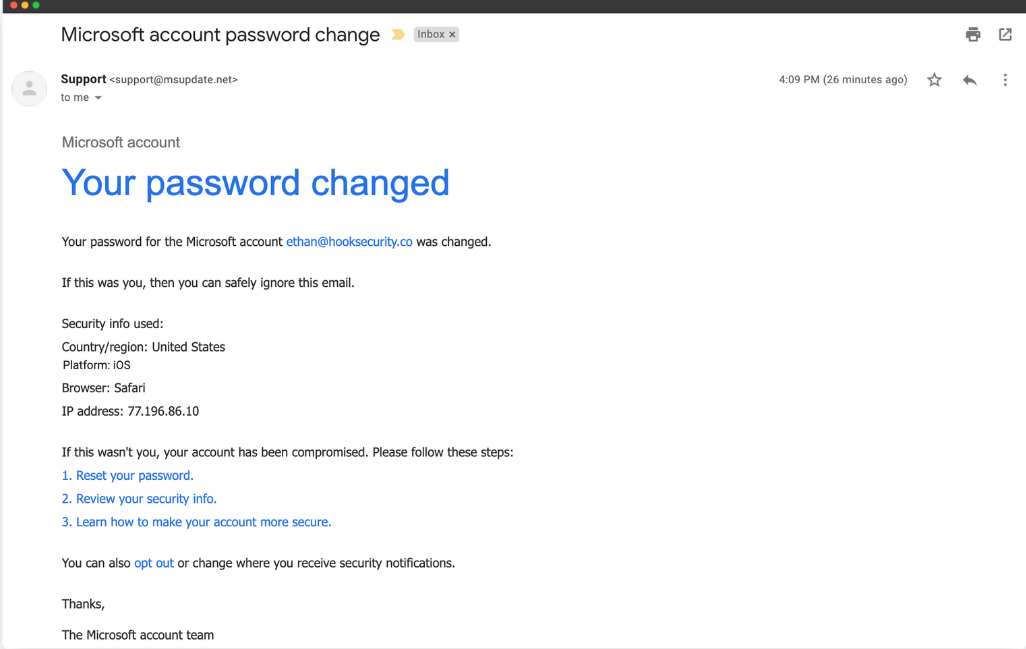 Microsoft account password change Inbox x
Support <support@msupdate.net> 4:09 PM (26 minutes ago)
to me
Microsoft account
Your password changed
Your password for the Microsoft account ethan@hooksecurity.co was changed.
If this was you, then you can safely ignore this email.
Security info used:
Country/region: United States
Platform: iOS
Browser: Safari
IP address: 77.196.86.10
If this wasn't you, your account has been compromised. Please follow these steps:
1. Reset your password.
2. Review your security info.
3. Learn how to make your account more secure.
You can also opt out or change where you receive security notifications.
Thanks,
The Microsoft account team